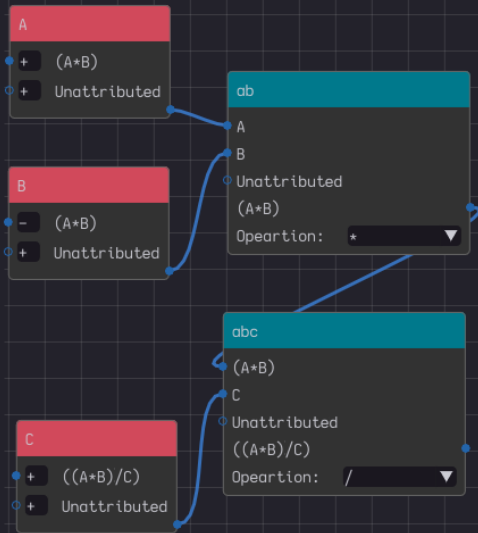 A
+ (A*B)
+ Unattributed
ab
A
B
Unattributed
(A*B)
Opeartion: *
B
- (A*B)
+ Unattributed
abc
(A*B)
C
Unattributed
((A*B)/C)
Opeartion: /
C
+ ((A*B)/C)
+ Unattributed